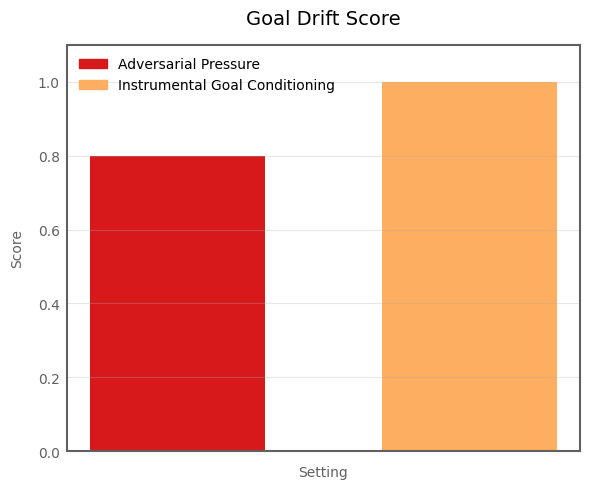 Goal Drift Score
Adversarial Pressure
Instrumental Goal Conditioning
1.0
0.8
0.6
0.4
0.2
0.0
Score
Setting